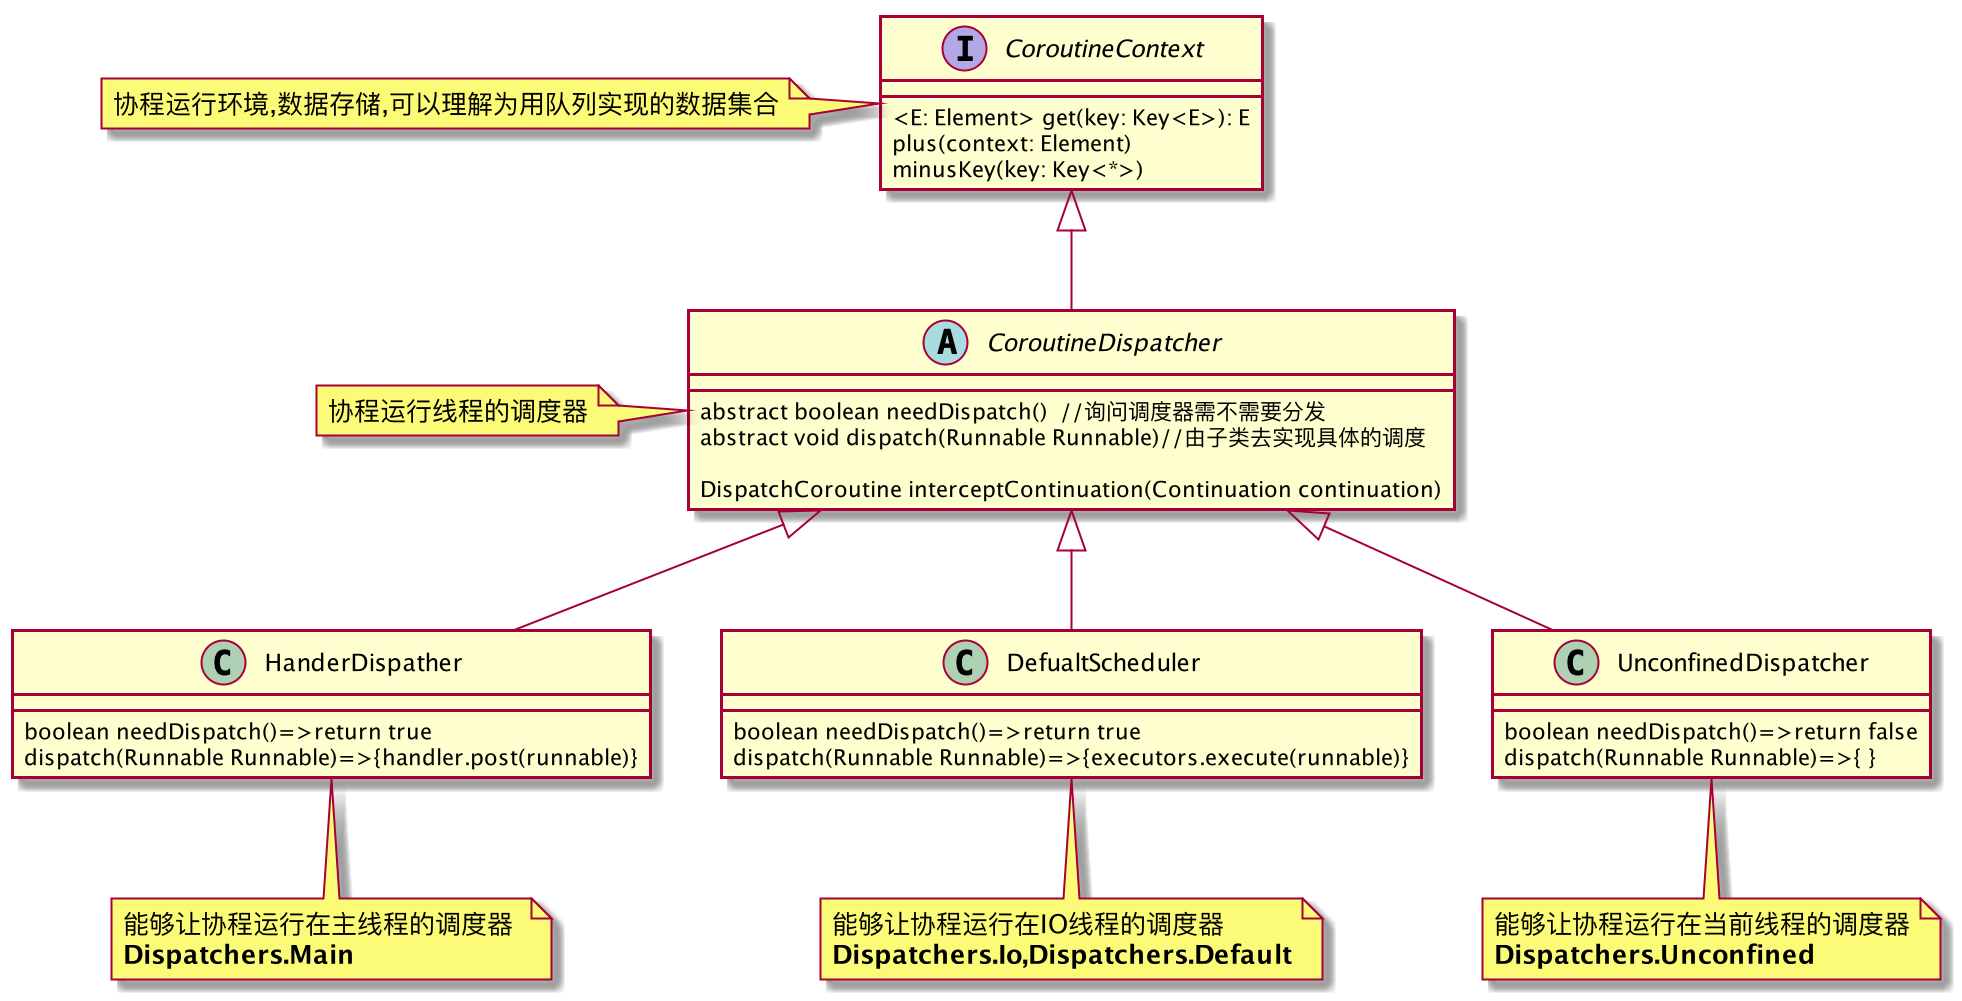 I CoroutineContext
协程运行环境,数据存储,可以理解为用队列实现的数据集合
<E: Element> get(key: Key<E>): E
plus(context: Element)
minusKey(key: Key<*>)
A CoroutineDispatcher
协程运行线程的调度器
abstract boolean needDispatch()  //询问调度器需不需要分发
abstract void dispatch(Runnable Runnable)//由子类去实现具体的调度
DispatchCoroutine interceptContinuation(Continuation continuation)
C HanderDispather
boolean needDispatch()=>return true
dispatch(Runnable Runnable)=>{handler.post(runnable)}
C DefualtScheduler
boolean needDispatch()=>return true
dispatch(Runnable Runnable)=>{executors.execute(runnable)}
C UnconfinedDispatcher
boolean needDispatch()=>return false
dispatch(Runnable Runnable)=>{ }
能够让协程运行在主线程的调度器
Dispatchers.Main
能够让协程运行在IO线程的调度器
Dispatchers.Io,Dispatchers.Default
能够让协程运行在当前线程的调度器
Dispatchers.Unconfined